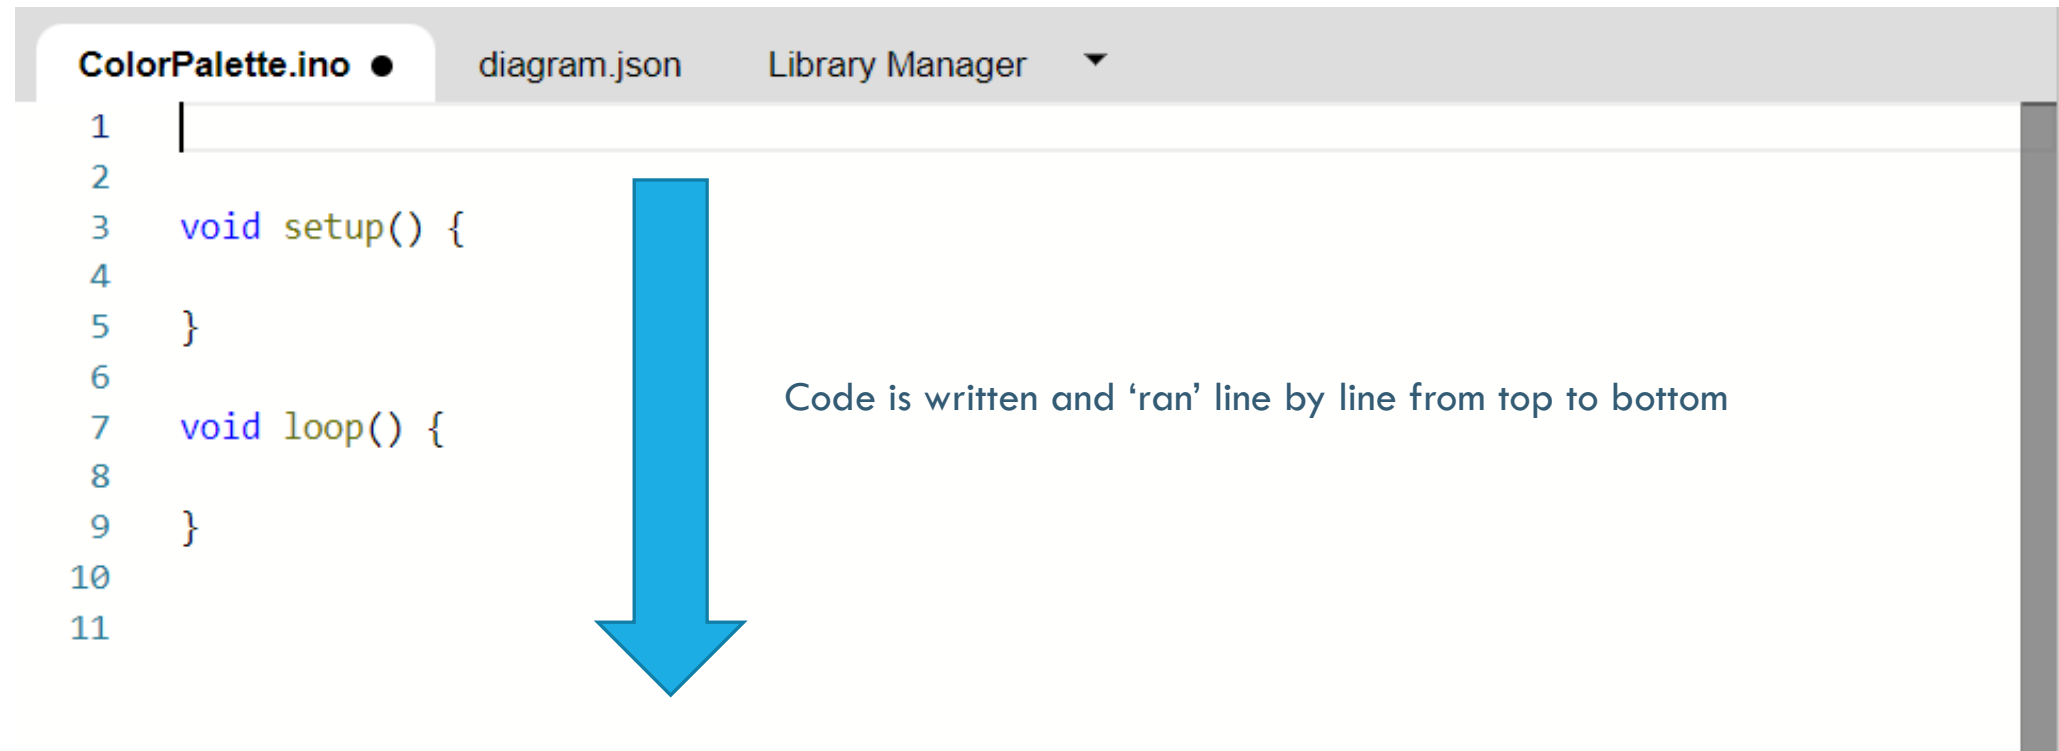 ColorPalette.ino ● diagram.json Library Manager
1
2
3 void setup() {
4
5 }
6
Code is written and ‘ran’ line by line from top to bottom
7 void loop() {
8
9 }
10
11